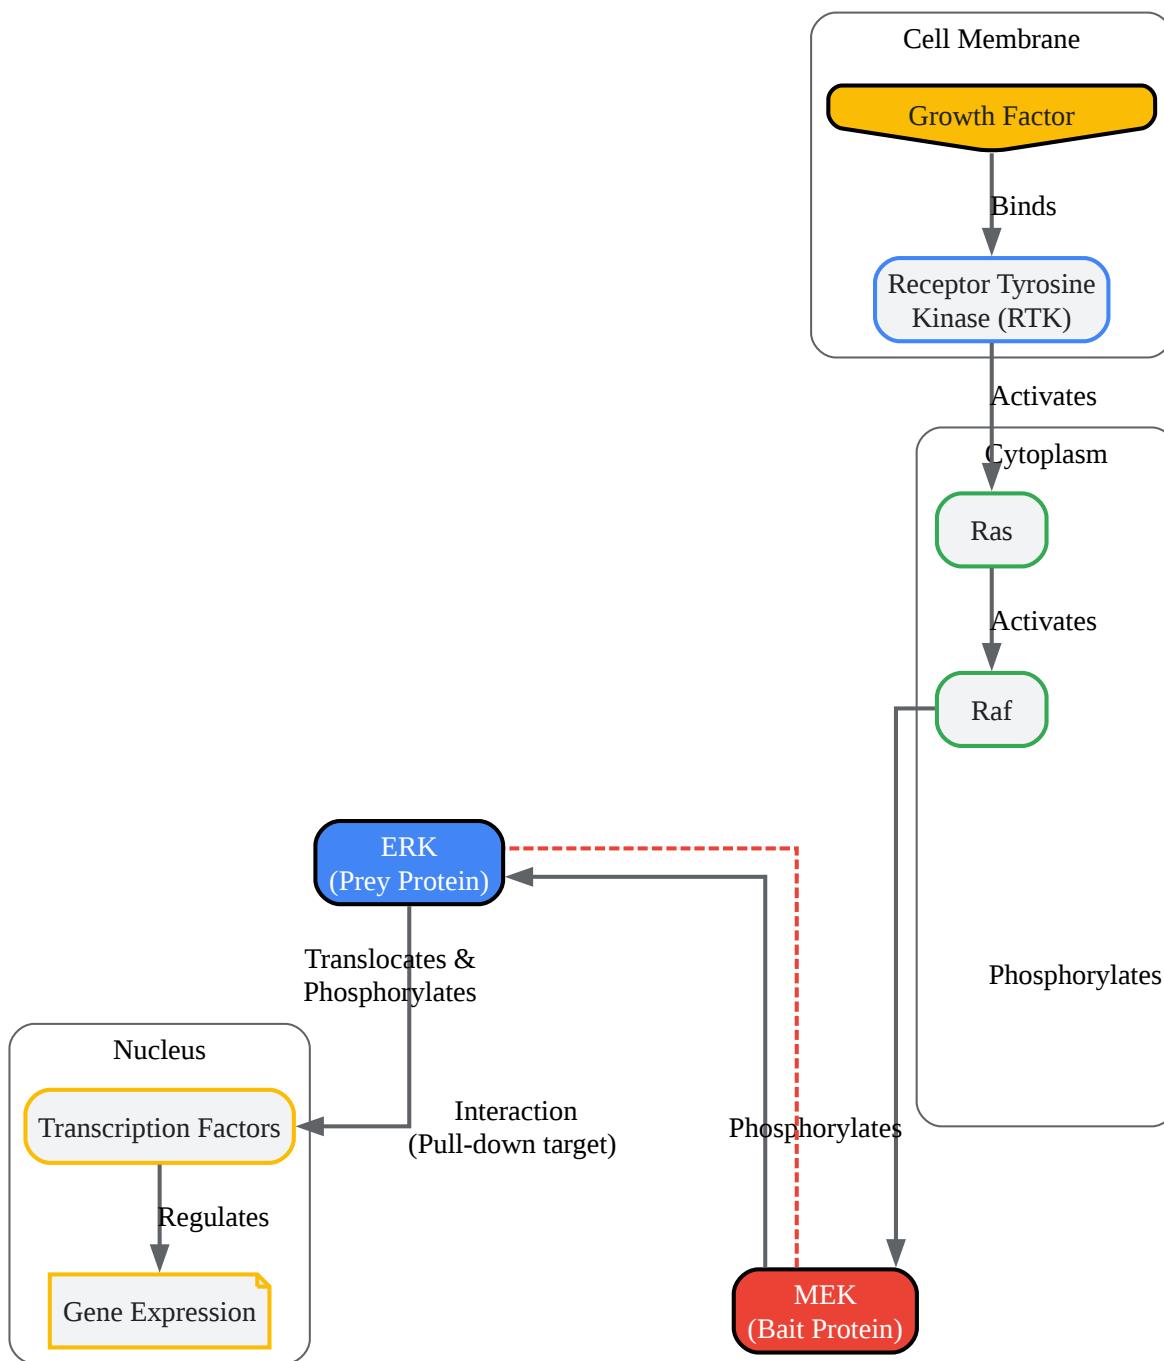 Cell Membrane
Growth Factor
Binds
Receptor Tyrosine
Kinase (RTK)
Activates
Cytoplasm
Ras
Activates
Raf
ERK
(Prey Protein)
Translocates &
Phosphorylates
Phosphorylates
Nucleus
Transcription Factors
Interaction
(Pull-down target)
Phosphorylates
Regulates
Gene Expression
MEK
(Bait Protein)